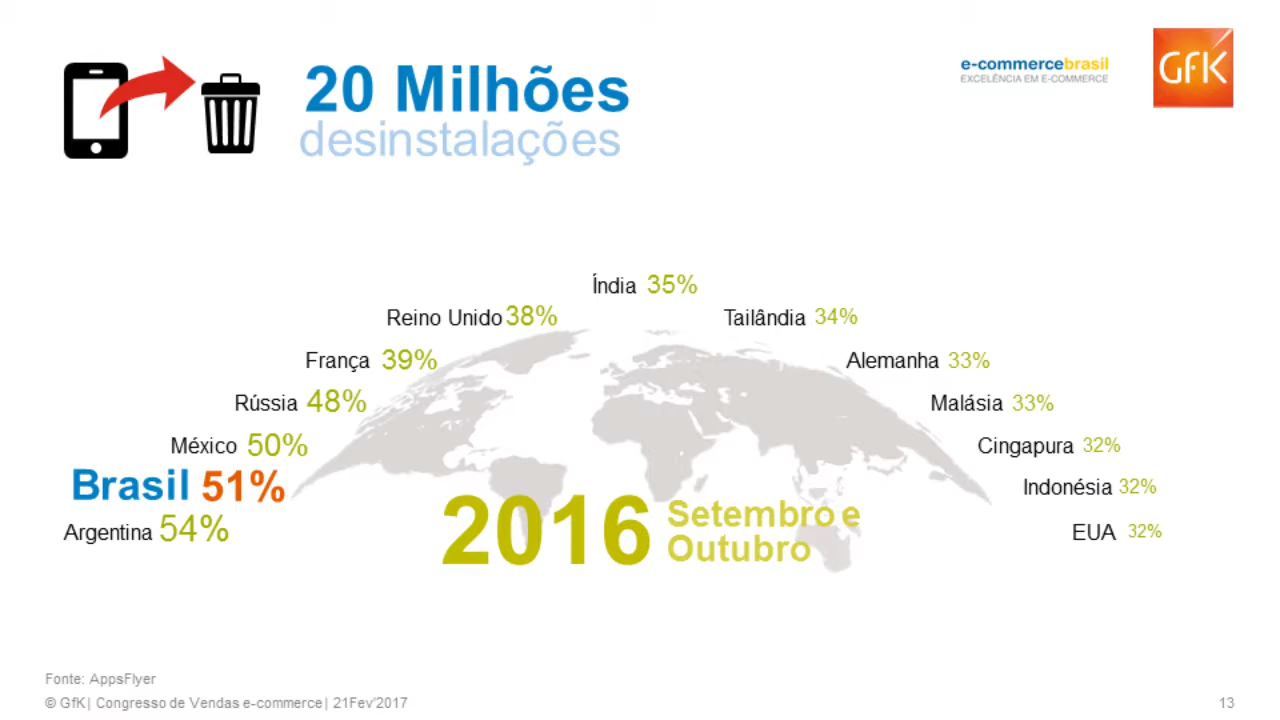 20 Milhões
desinstalações
e-commercebrasil
EXCELÊNCIA EM E-COMMERCE
GfK
Índia 35%
Reino Unido 38%
Tailândia 34%
França 39%
Alemanha 33%
Rússia 48%
Malásia 33%
México 50%
Cingapura 32%
Brasil 51%
Indonésia 32%
Argentina 54%
EUA 32%
2016
Setembro e
Outubro
Fonte: AppsFlyer
© GfK | Congresso de Vendas e-commerce | 21Fev'2017
13